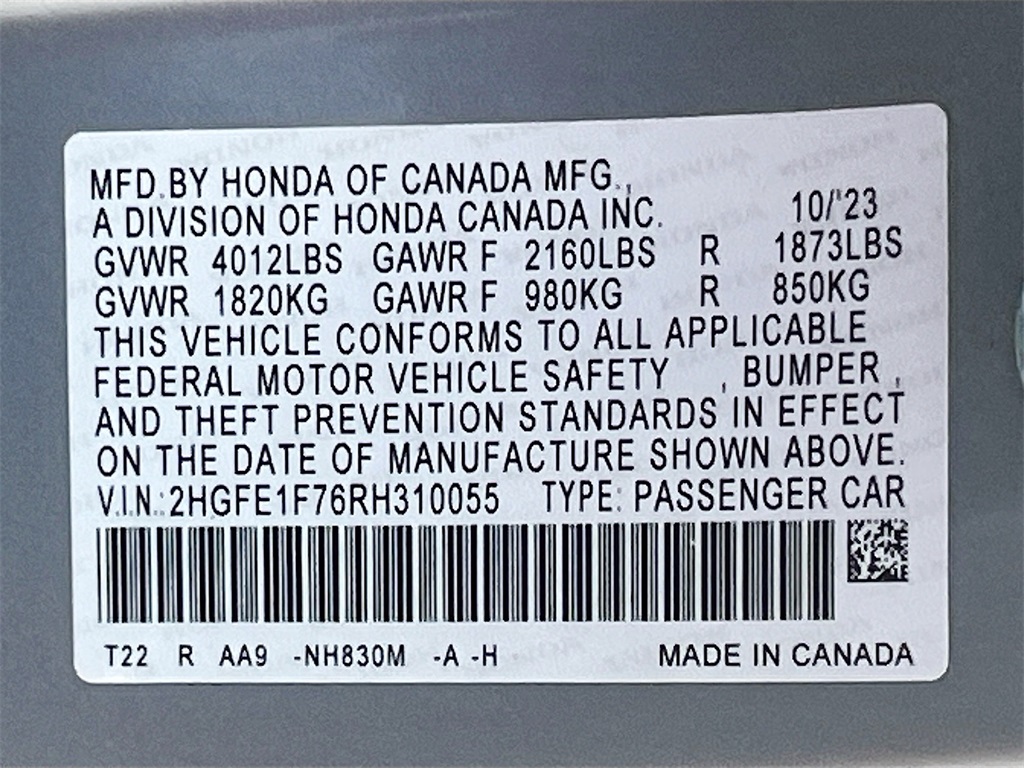 MFD.BY HONDA OF CANADA MFG.,
A DIVISION OF HONDA CANADA INC. 10/'23
GVWR 4012LBS GAWR F 2160LBS R 1873LBS
GVWR 1820KG GAWR F 980KG R 850KG
THIS VEHICLE CONFORMS TO ALL APPLICABLE
FEDERAL MOTOR VEHICLE SAFETY , BUMPER ,
AND THEFT PREVENTION STANDARDS IN EFFECT
ON THE DATE OF MANUFACTURE SHOWN ABOVE.
V.I.N.:2HGFE1F76RH310055 TYPE: PASSENGER CAR
T22 R AA9 -NH830M -A -H MADE IN CANADA